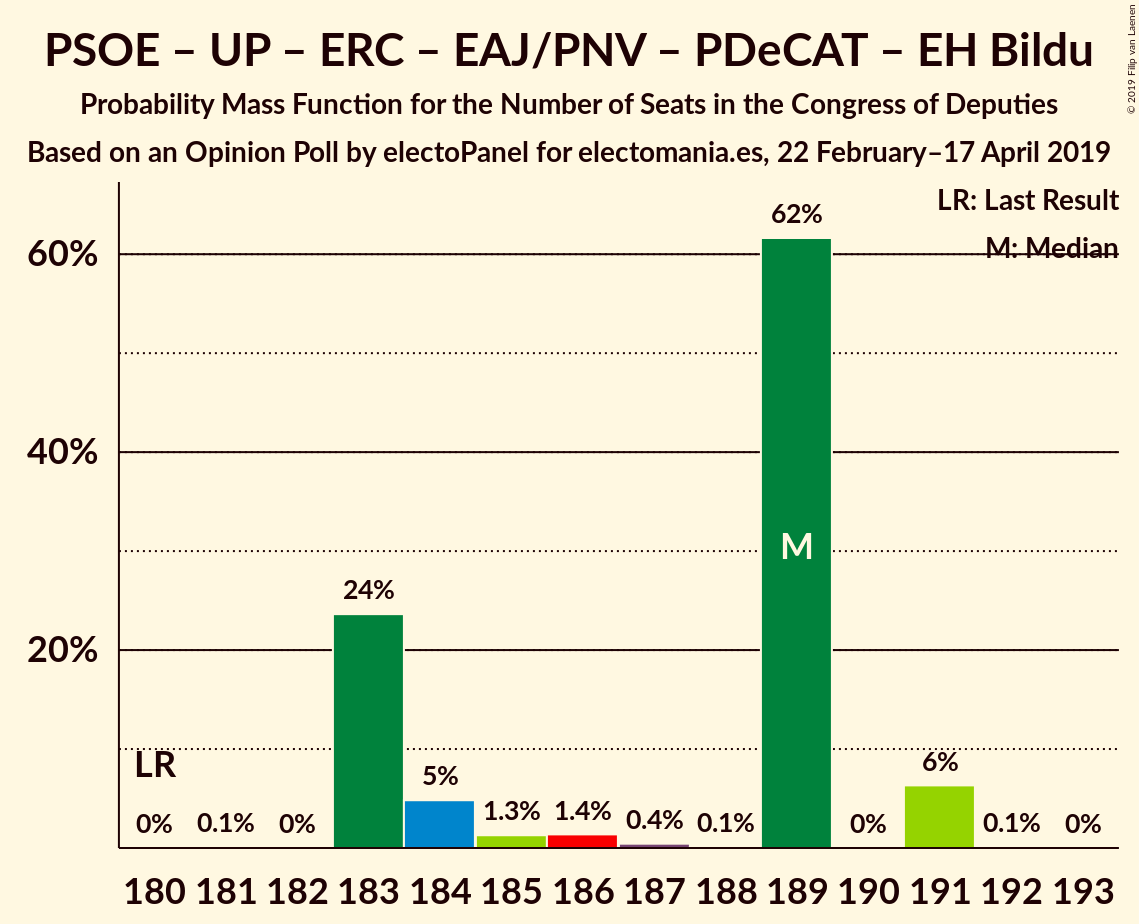 PSOE – UP – ERC – EAJ/PNV – PDeCAT – EH Bildu
Probability Mass Function for the Number of Seats in the Congress of Deputies
Based on an Opinion Poll by electoPanel for electomania.es, 22 February–17 April 2019
© 2019 Filip van Laenen
LR: Last Result
M: Median
60%
40%
20%
62%
M
24%
LR
0% 0.1% 0% 5% 1.3% 1.4% 0.4% 0.1% 0% 6% 0.1% 0%
180 181 182 183 184 185 186 187 188 189 190 191 192 193